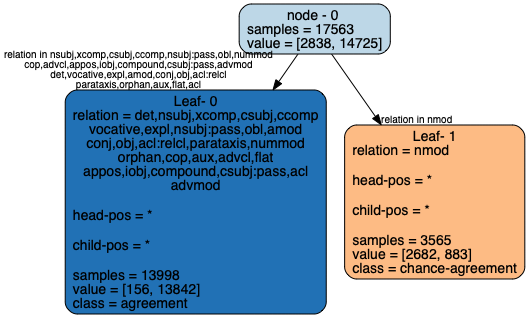 node - 0
samples = 17563
value = [2838, 14725]
relation in nsubj,xcomp,csubj,ccomp,nsubj:pass,obl,nummod
cop,advcl,appos,iobj,compound,csubj:pass,advmod
det,vocative,expl,amod,conj,obj,acl:relcl
parataxis,orphan,aux,flat,acl
relation in nmod
Leaf- 0
relation = det,nsubj,xcomp,csubj,ccomp
vocative,expl,nsubj:pass,obl,amod
conj,obj,acl:relcl,parataxis,nummod
orphan,cop,aux,advcl,flat
appos,iobj,compound,csubj:pass,acl
advmod
head-pos = *
child-pos = *
samples = 13998
value = [156, 13842]
class = agreement
Leaf- 1
relation = nmod
head-pos = *
child-pos = *
samples = 3565
value = [2682, 883]
class = chance-agreement